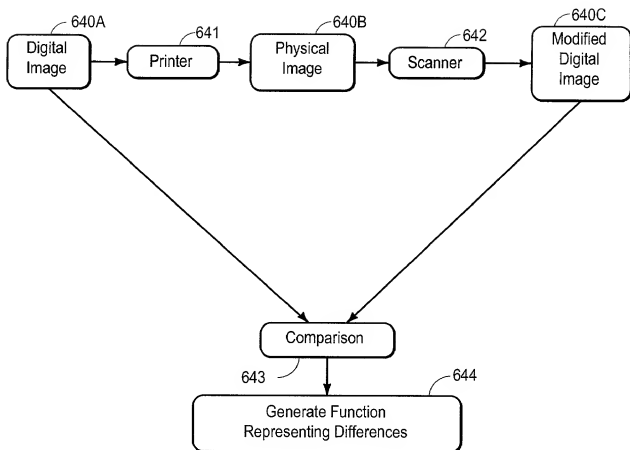 640A
641
640B
642
640C
Digital
Image
Printer
Physical
Image
Scanner
Modified
Digital
Image
Comparison
643
644
Generate Function
Representing Differences